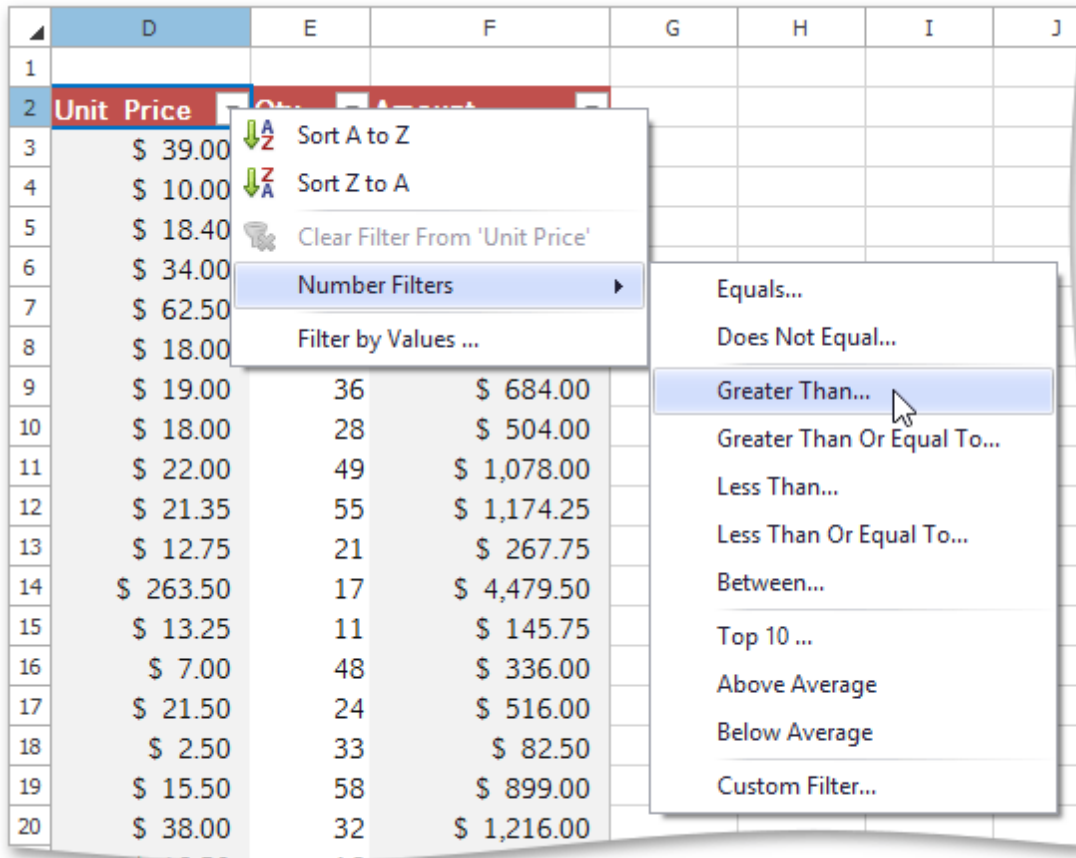 D E F G H I J
1
2 Unit Price Qty Amount
3 $ 39.00 Sort A to Z
4 $ 10.00 Sort Z to A
5 $ 18.40 Clear Filter From 'Unit Price'
6 $ 34.00 Number Filters Equals...
7 $ 62.50 Filter by Values ... Does Not Equal...
8 $ 18.00
9 $ 19.00 36 $ 684.00 Greater Than...
10 $ 18.00 28 $ 504.00 Greater Than Or Equal To...
11 $ 22.00 49 $ 1,078.00 Less Than...
12 $ 21.35 55 $ 1,174.25 Less Than Or Equal To...
13 $ 12.75 21 $ 267.75
14 $ 263.50 17 $ 4,479.50 Between...
15 $ 13.25 11 $ 145.75 Top 10 ...
16 $ 7.00 48 $ 336.00 Above Average
17 $ 21.50 24 $ 516.00 Below Average
18 $ 2.50 33 $ 82.50
19 $ 15.50 58 $ 899.00 Custom Filter...
20 $ 38.00 32 $ 1,216.00